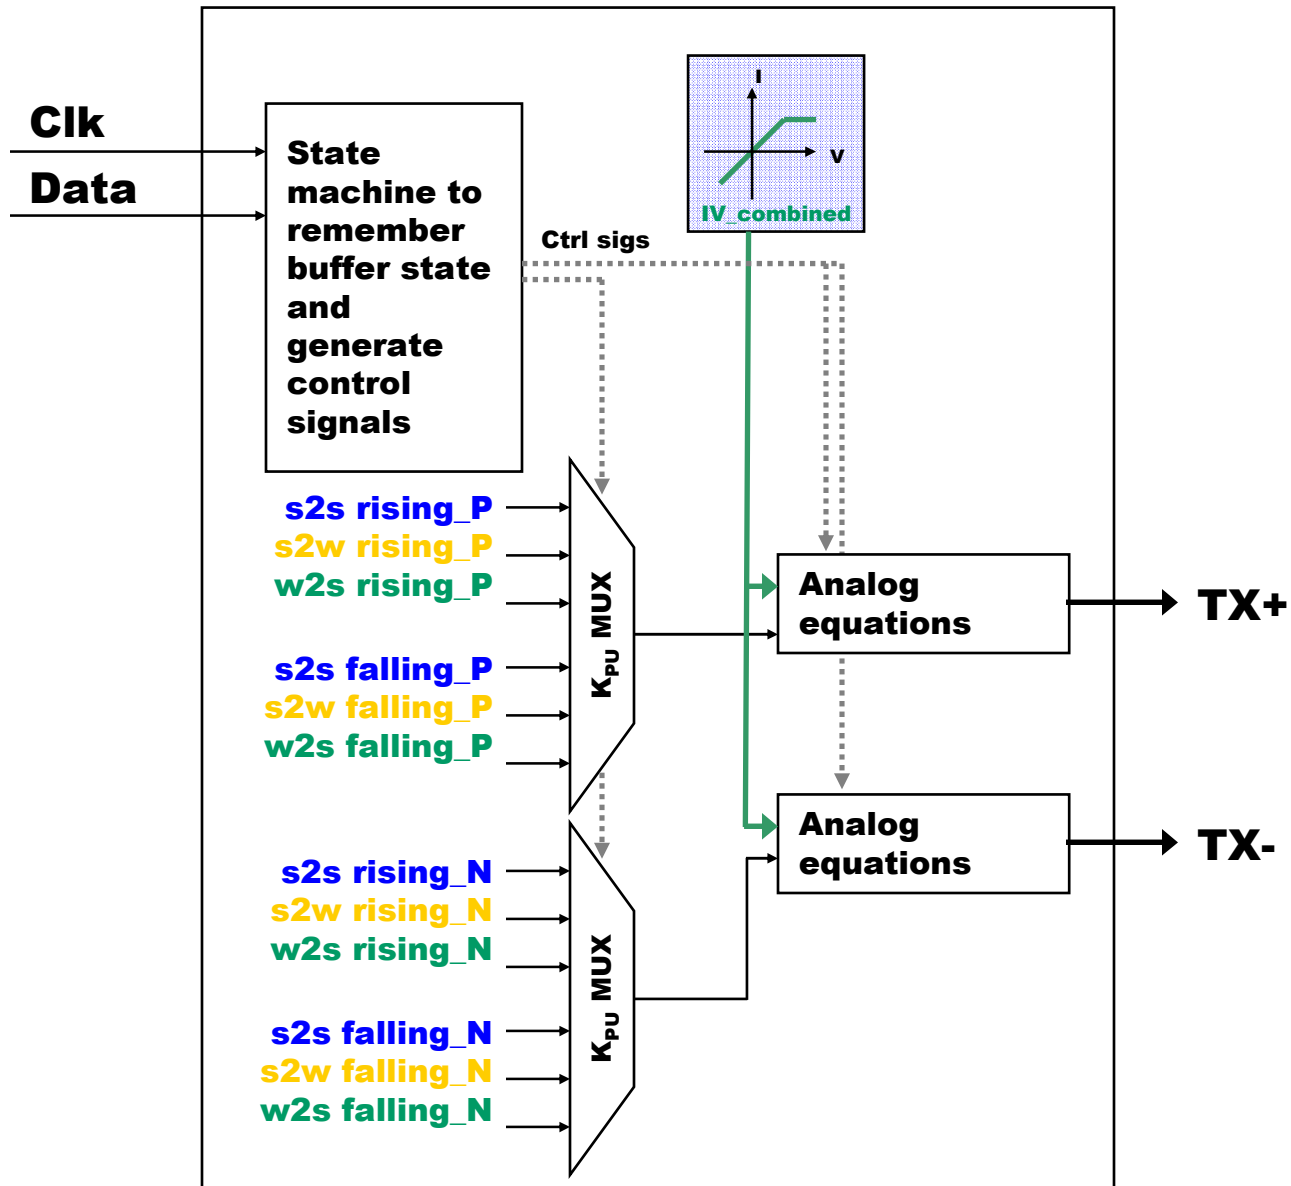 Clk
Data
State
machine to
remember
buffer state
and
generate
control
signals
I
V
IV_combined
Ctrl sigs
s2s rising_P
s2w rising_P
w2s rising_P
s2s falling_P
s2w falling_P
w2s falling_P
KPU MUX
Analog
equations
TX+
Analog
equations
TX-
s2s rising_N
s2w rising_N
w2s rising_N
s2s falling_N
s2w falling_N
w2s falling_N
KPU MUX